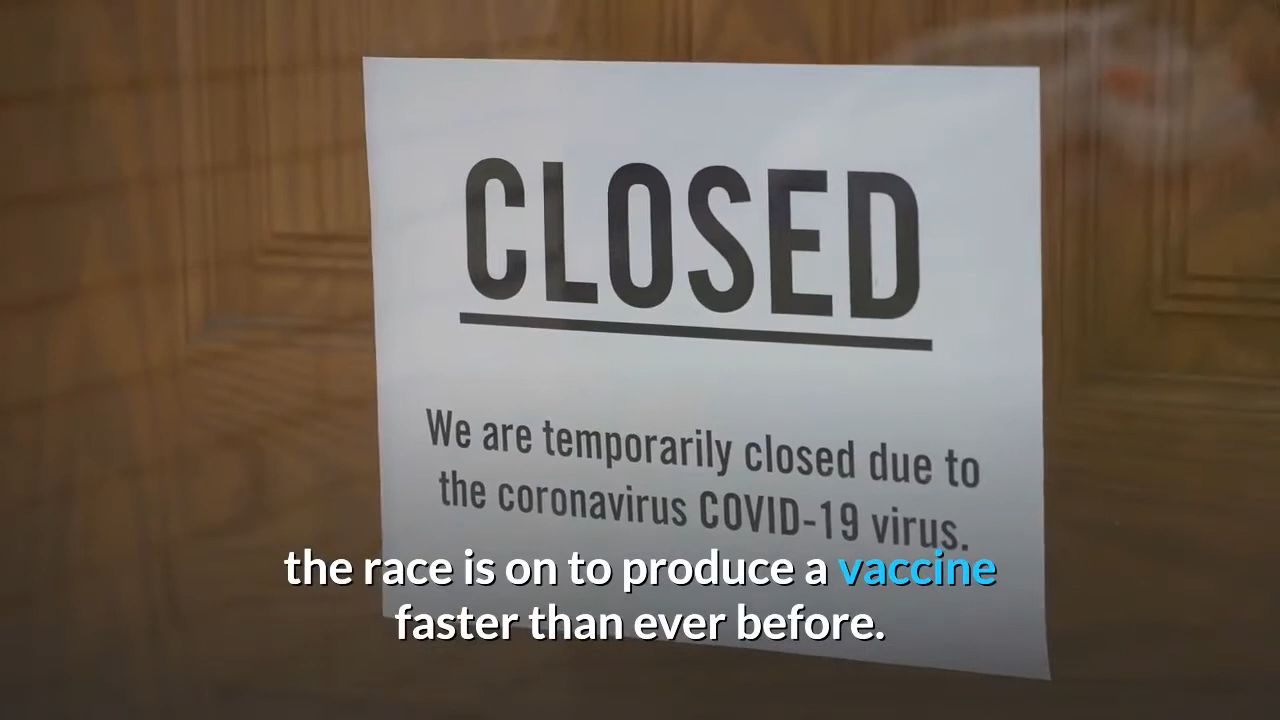 CLOSED
We are temporarily closed due to
the coronavirus COVID-19 virus.
the race is on to produce a vaccine
faster than ever before.